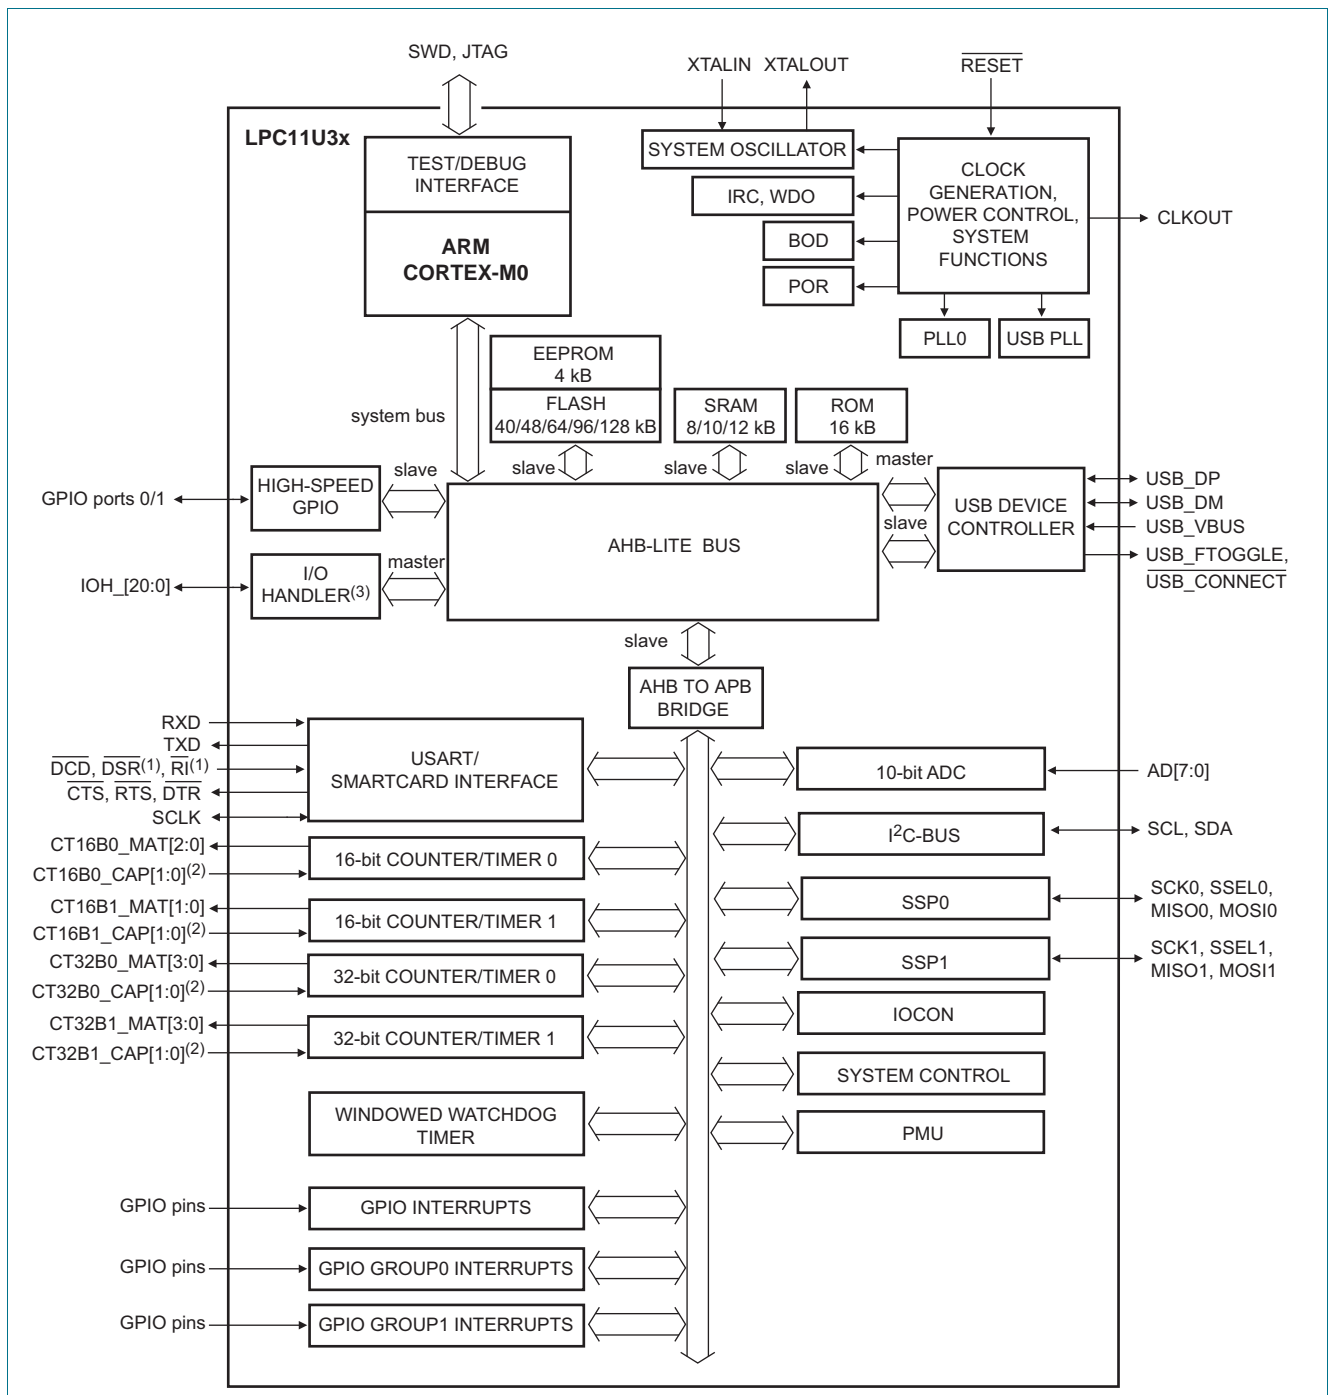 SWD, JTAG
XTALIN XTALOUT
RESET
LPC11U3x
TEST/DEBUG
INTERFACE
ARM
CORTEX-M0
SYSTEM OSCILLATOR
IRC, WDO
BOD
POR
CLOCK
GENERATION,
POWER CONTROL,
SYSTEM
FUNCTIONS
CLKOUT
PLL0
USB PLL
EEPROM
4 kB
FLASH
40/48/64/96/128 kB
SRAM
8/10/12 kB
ROM
16 kB
system bus
slave
slave
slave
slave
master
GPIO ports 0/1
HIGH-SPEED
GPIO
AHB-LITE BUS
slave
USB DEVICE
CONTROLLER
USB_DP
USB_DM
USB_VBUS
USB_FTOGGLE,
USB_CONNECT
IOH_[20:0]
I/O
HANDLER(3)
master
slave
AHB TO APB
BRIDGE
RXD
TXD
DCD, DSR(1), RI(1)
CTS, RTS, DTR
SCLK
USART/
SMARTCARD INTERFACE
10-bit ADC
AD[7:0]
CT16B0_MAT[2:0]
CT16B0_CAP[1:0](2)
16-bit COUNTER/TIMER 0
I2C-BUS
SCL, SDA
CT16B1_MAT[1:0]
CT16B1_CAP[1:0](2)
16-bit COUNTER/TIMER 1
SSP0
SCK0, SSEL0,
MISO0, MOSI0
CT32B0_MAT[3:0]
CT32B0_CAP[1:0](2)
32-bit COUNTER/TIMER 0
SSP1
SCK1, SSEL1,
MISO1, MOSI1
CT32B1_MAT[3:0]
CT32B1_CAP[1:0](2)
32-bit COUNTER/TIMER 1
IOCON
SYSTEM CONTROL
WINDOWED WATCHDOG
TIMER
PMU
GPIO pins
GPIO INTERRUPTS
GPIO pins
GPIO GROUP0 INTERRUPTS
GPIO pins
GPIO GROUP1 INTERRUPTS